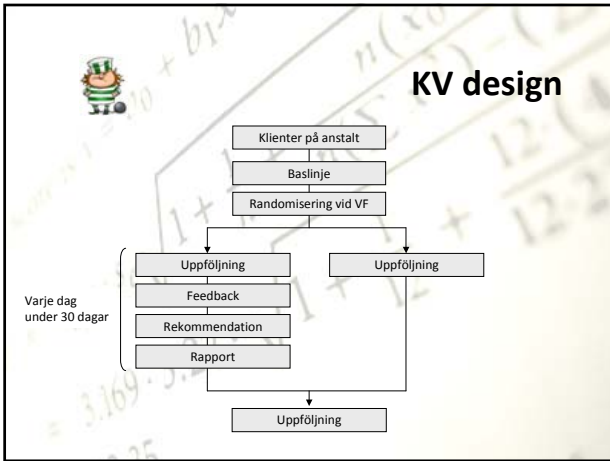 KV design
Klienter på anstalt
Baslinje
Randomisering vid VF
Uppföljning
Uppföljning
Varje dag
under 30 dagar
Feedback
Rekommendation
Rapport
Uppföljning